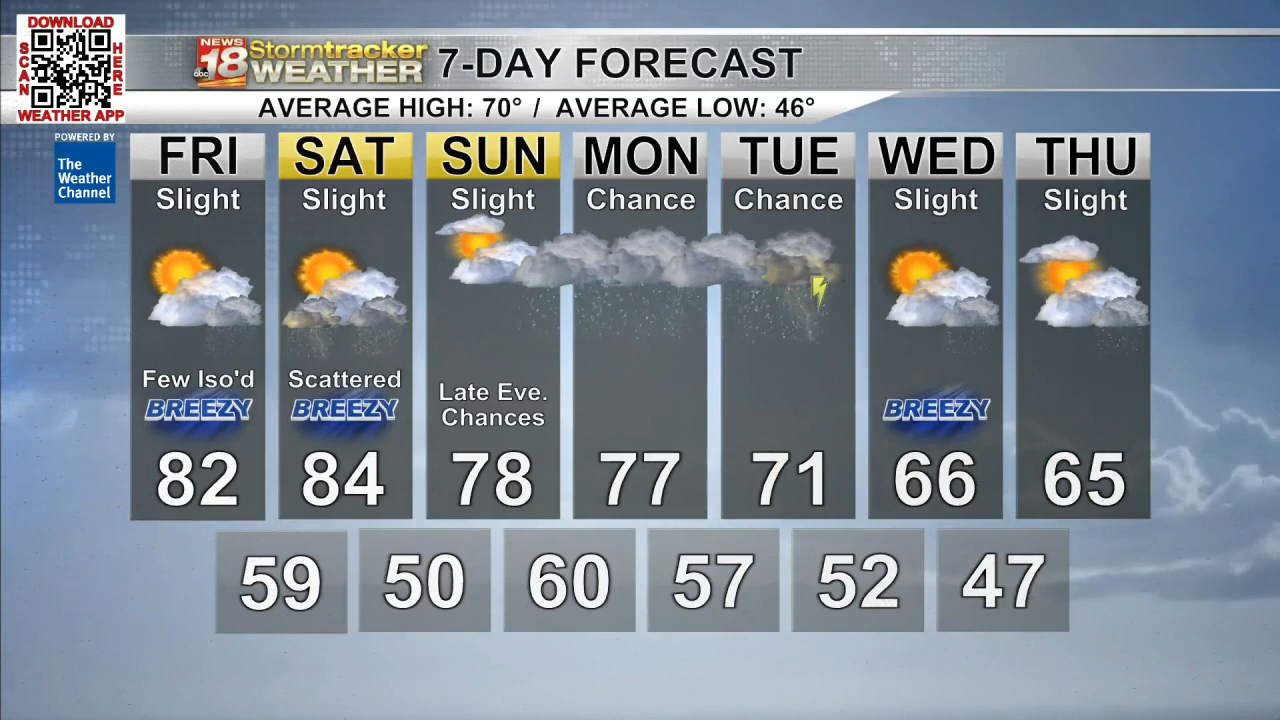 DOWNLOAD
SCAN
HERE
WEATHER APP
NEWS
abc 18
Stormtracker
WEATHER
7-DAY FORECAST
AVERAGE HIGH: 70° / AVERAGE LOW: 46°
POWERED BY
The
Weather
Channel
FRI SAT SUN MON TUE WED THU
Slight Slight Slight Chance Chance Slight Slight
Few Iso'd Scattered Late Eve.
Chances
BREEZY BREEZY BREEZY
82 84 78 77 71 66 65
59 50 60 57 52 47